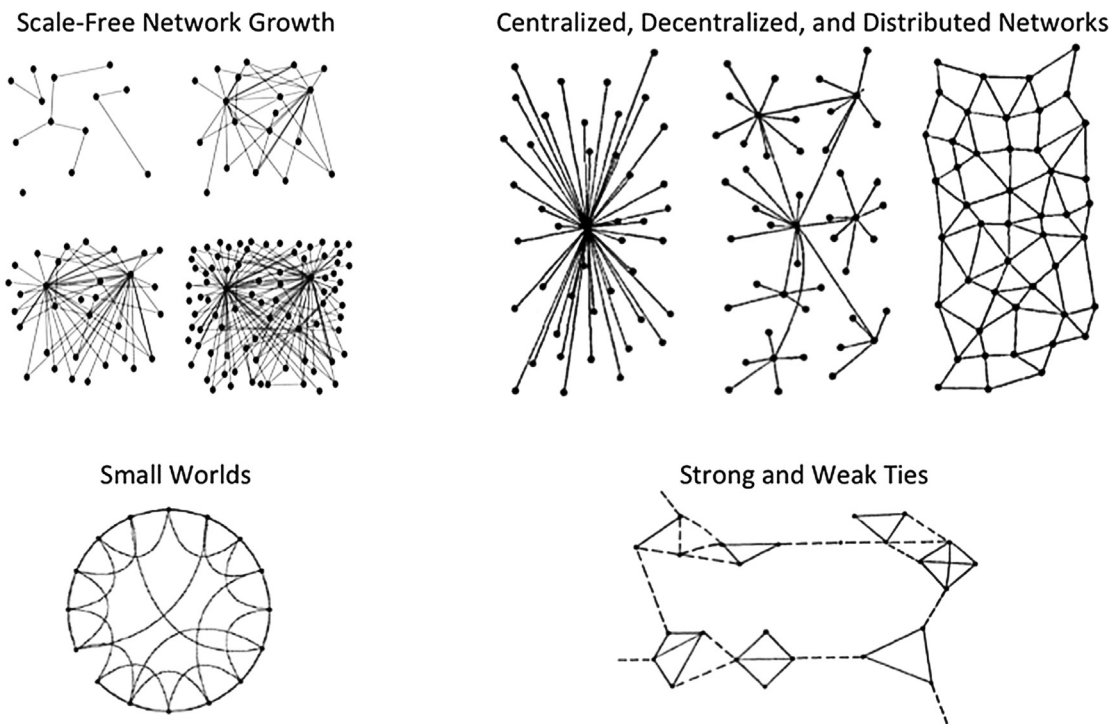 Scale-Free Network Growth
Centralized, Decentralized, and Distributed Networks
Small Worlds
Strong and Weak Ties